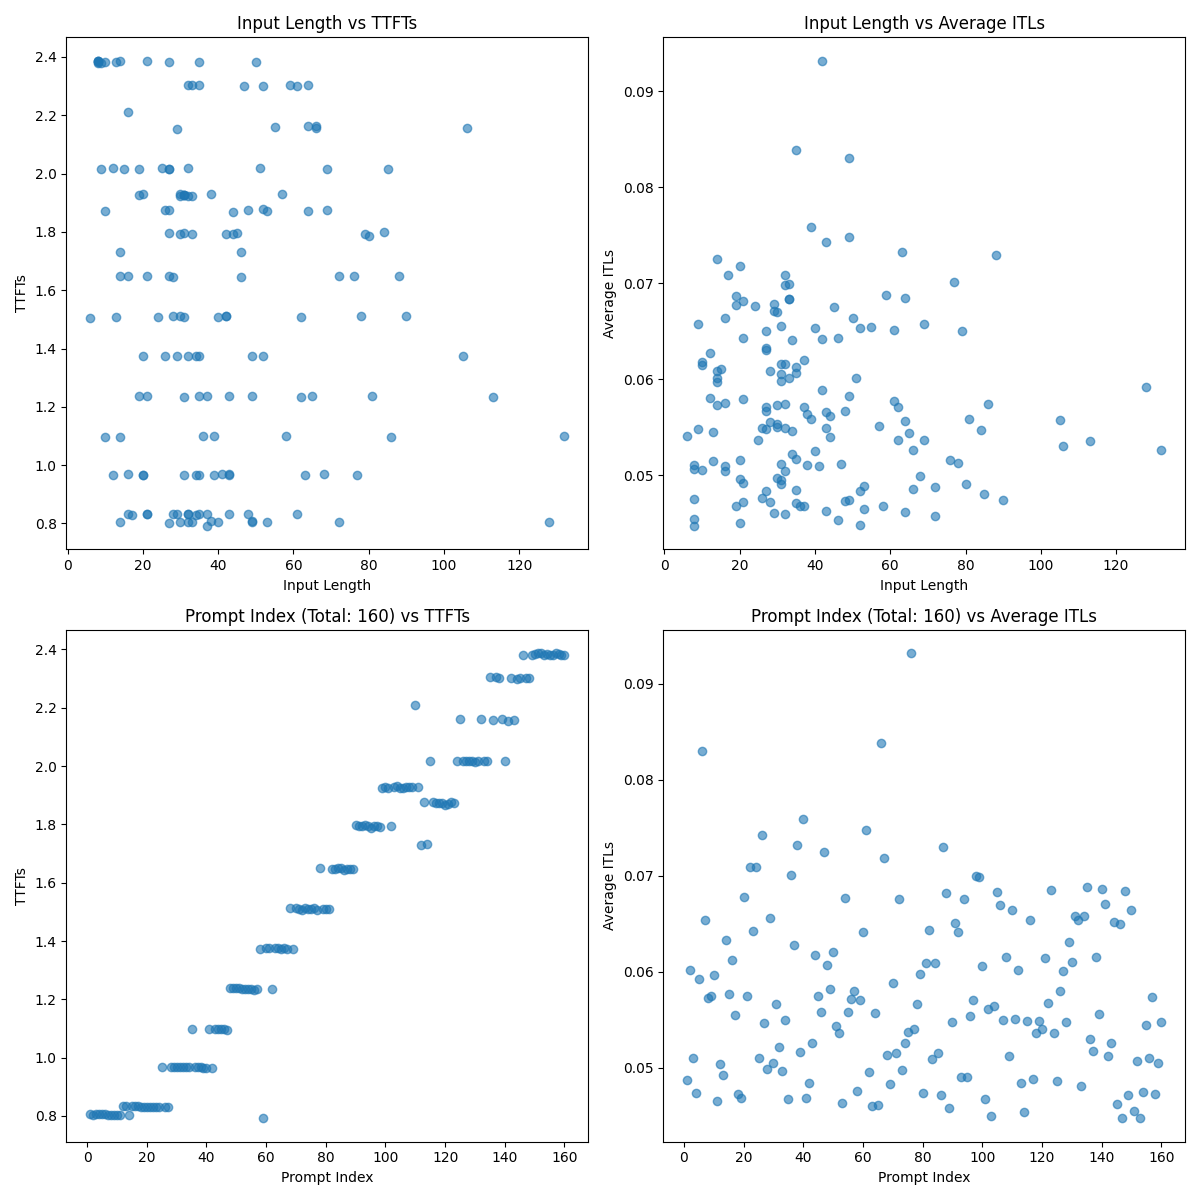 Input Length vs TTFTs
2.4
2.2
2.0
1.8
1.6
1.4
1.2
1.0
0.8
TTFTs
0 20 40 60 80 100 120
Input Length
Input Length vs Average ITLs
0.09
0.08
0.07
0.06
0.05
Average ITLs
0 20 40 60 80 100 120
Input Length
Prompt Index (Total: 160) vs TTFTs
2.4
2.2
2.0
1.8
1.6
1.4
1.2
1.0
0.8
TTFTs
0 20 40 60 80 100 120 140 160
Prompt Index
Prompt Index (Total: 160) vs Average ITLs
0.09
0.08
0.07
0.06
0.05
Average ITLs
0 20 40 60 80 100 120 140 160
Prompt Index